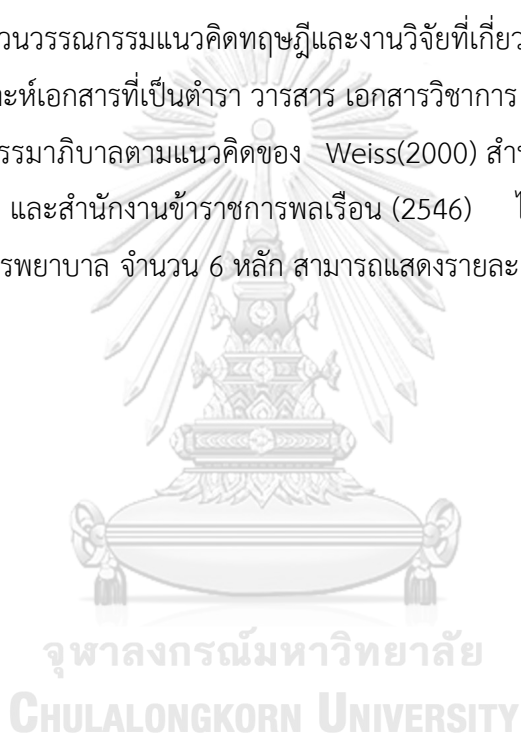 วนวรรณกรรมแนวคิดทฤษฎีและงานวิจัยที่เกี่ยว
ะห์เอกสารที่เป็นตำรา วารสาร เอกสารวิชาการ
รรมาภิบาลตามแนวคิดของ Weiss(2000) สำน
และสำนักงานข้าราชการพลเรือน (2546) ไ
รพยาบาล จำนวน 6 หลัก สามารถแสดงรายละ
จุฬาลงกรณ์มหาวิทยาลัย
CHULALONGKORN UNIVERSITY